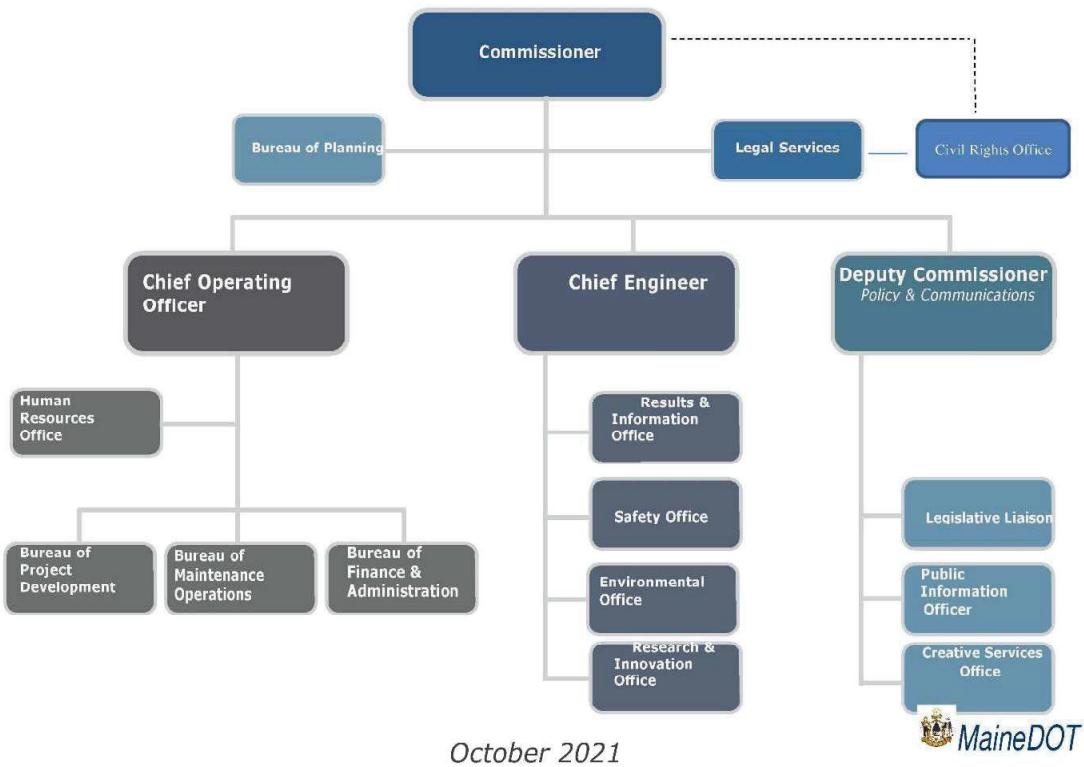 Commissioner
Bureau of Planning
Legal Services
Civil Rights Office
Chief Operating
Officer
Chief Engineer
Deputy Commissioner
Policy & Communications
Human
Resources
Office
Results &
Information
Office
Safety Office
Legislative Liaison
Bureau of
Project
Development
Bureau of
Maintenance
Operations
Bureau of
Finance &
Administration
Environmental
Office
Public
Information
Officer
Research &
Innovation
Office
Creative Services
Office
MaineDOT
October 2021